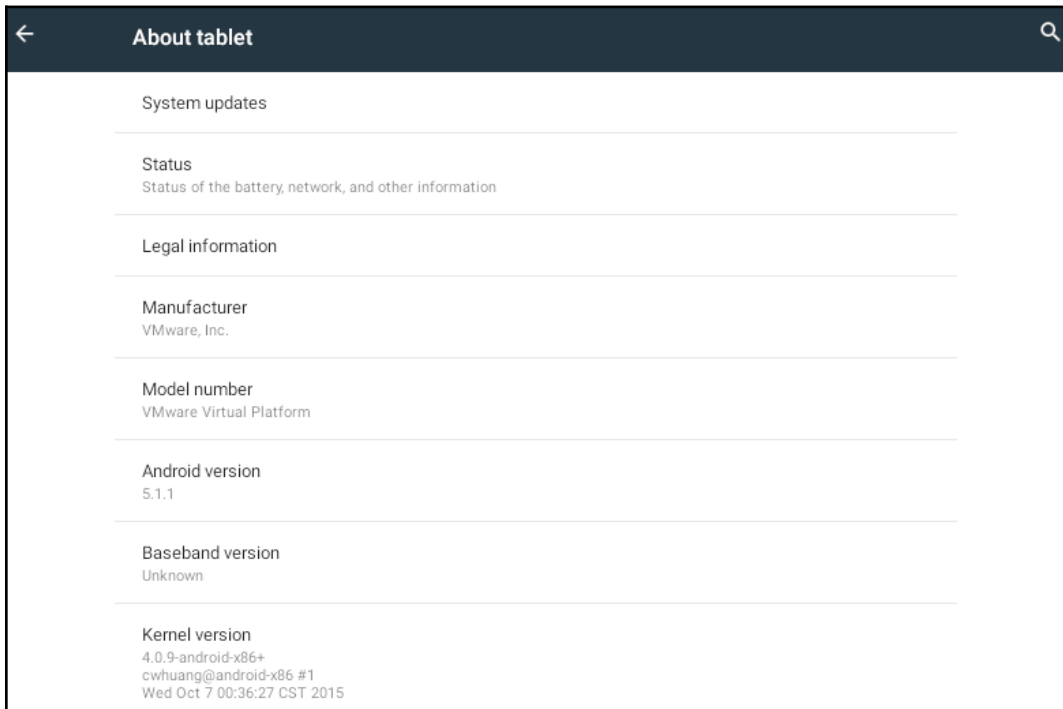 About tablet
System updates
Status
Status of the battery, network, and other information
Legal information
Manufacturer
VMware, Inc.
Model number
VMware Virtual Platform
Android version
5.1.1
Baseband version
Unknown
Kernel version
4.0.9-android-x86+
cwhuang@android-x86 #1
Wed Oct 7 00:36:27 CST 2015